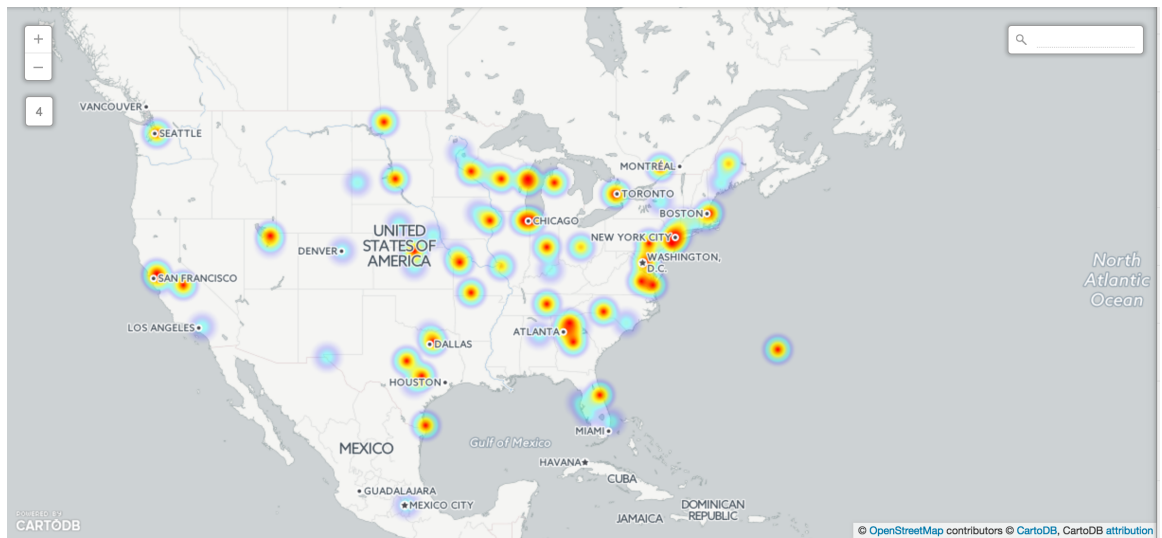 +
−
4
VANCOUVER
SEATTLE
MONTRÉAL
TORONTO
BOSTON
CHICAGO
UNITED
STATES OF
AMERICA
DENVER
NEW YORK CITY
WASHINGTON,
D.C.
North
Atlantic
Ocean
SAN FRANCISCO
LOS ANGELES
ATLANTA
DALLAS
HOUSTON
MIAMI
MEXICO
Gulf of Mexico
HAVANA
CUBA
GUADALAJARA
MEXICO CITY
DOMINICAN
REPUBLIC
JAMAICA
POWERED BY
CARTODB
© OpenStreetMap contributors © CartoDB, CartoDB attribution